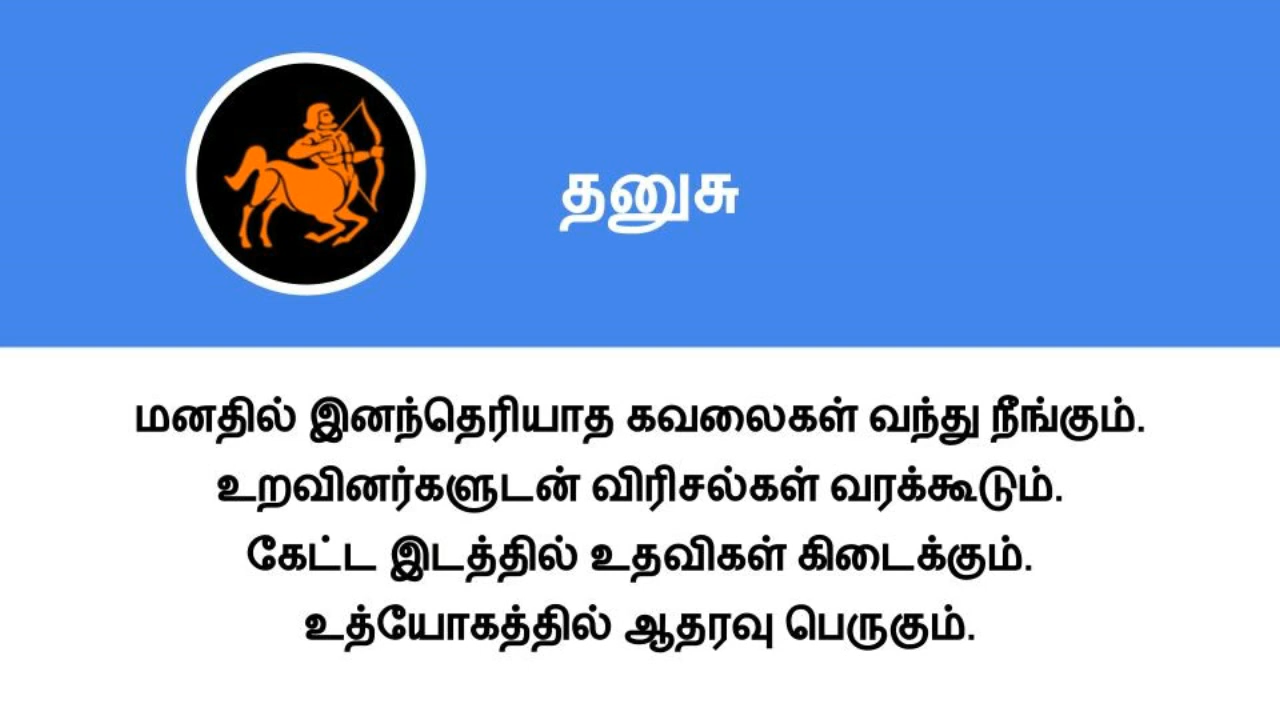 தனுசு
மனதில் இனந்தெரியாத கவலைகள் வந்து நீங்கும்.
உறவினர்களுடன் விரிசல்கள் வரக்கூடும்.
கேட்ட இடத்தில் உதவிகள் கிடைக்கும்.
உத்யோகத்தில் ஆதரவு பெருகும்.